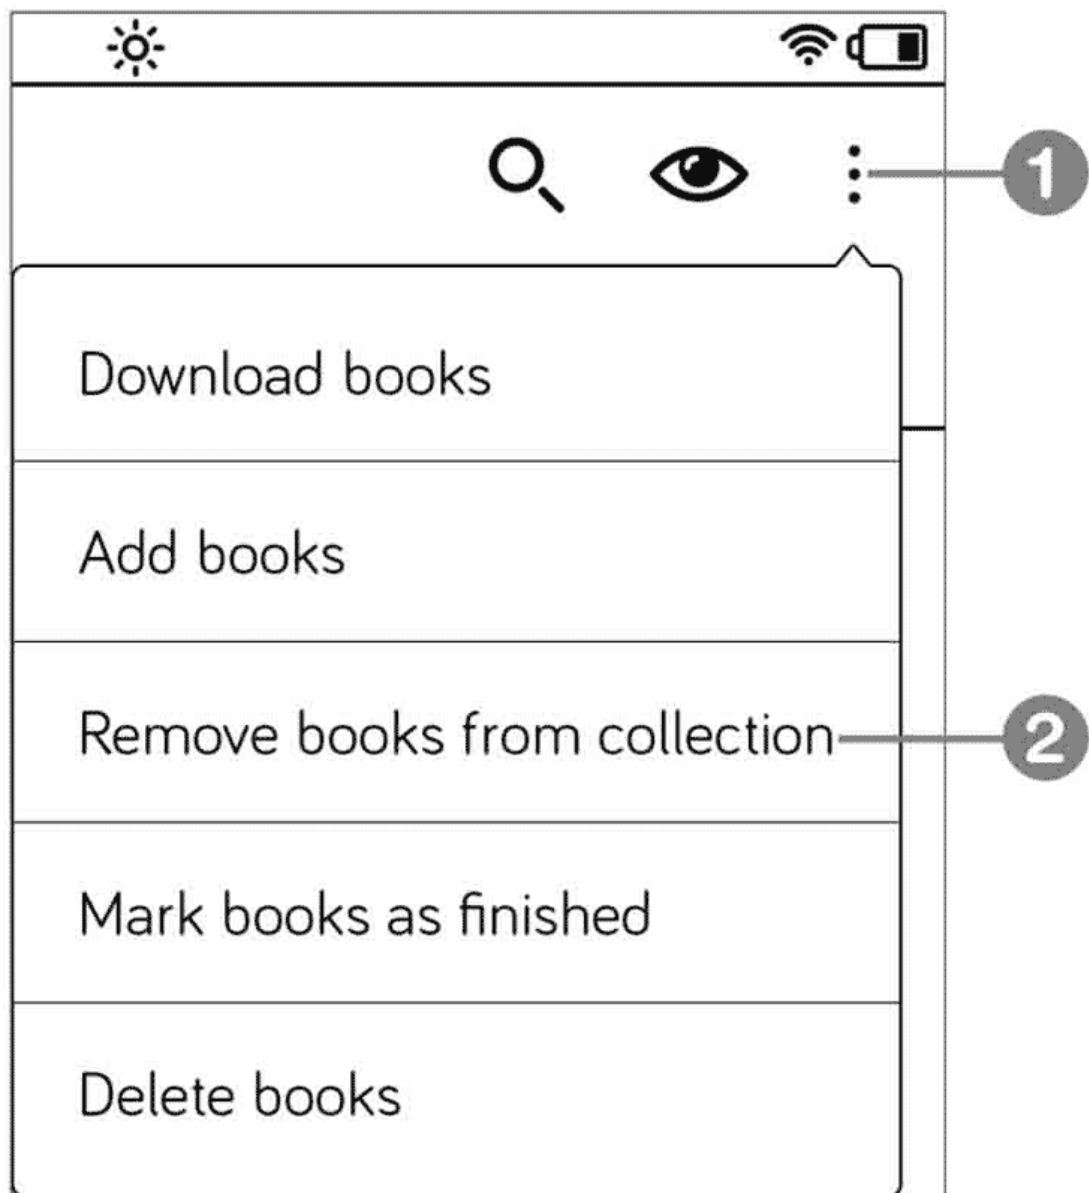 1
Download books
Add books
Remove books from collection
2
Mark books as finished
Delete books